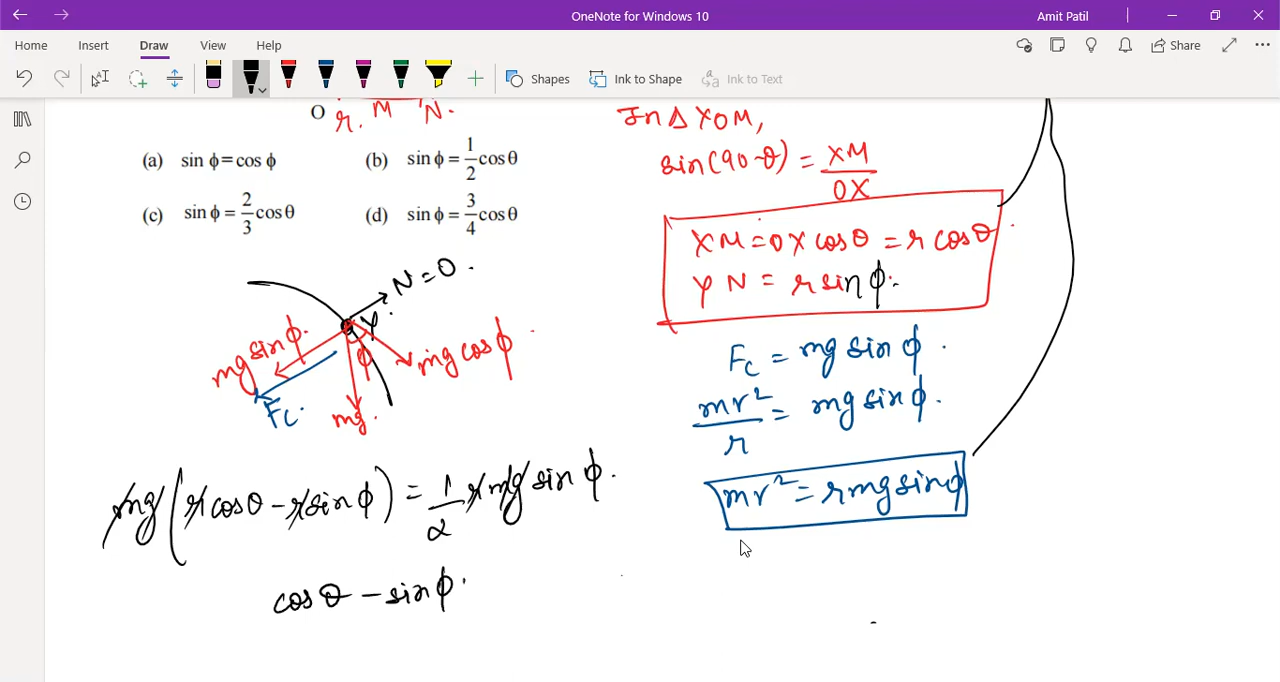 OneNote for Windows 10
Amit Patil
Home Insert Draw View Help
Share
Shapes Ink to Shape Ink to Text
O r. M N.
(a) sin ϕ=cos ϕ (b) sin ϕ = 1/2 cos θ
(c) sin ϕ = 2/3 cos θ (d) sin ϕ = 3/4 cos θ
N=0.
Y.
mg sin ϕ.
ϕ
mg cos ϕ
Fc.
mg.
mg(r cos θ - r sin ϕ) = 1/2 r mg sin ϕ.
cos θ - sin ϕ
In Δ XOM,
sin(90-θ) = XM/OX
XM = OX cos θ = r cos θ.
YN = r sin ϕ.
Fc = mg sin ϕ.
mv²/r = mg sin ϕ.
mv² = rmg sin ϕ